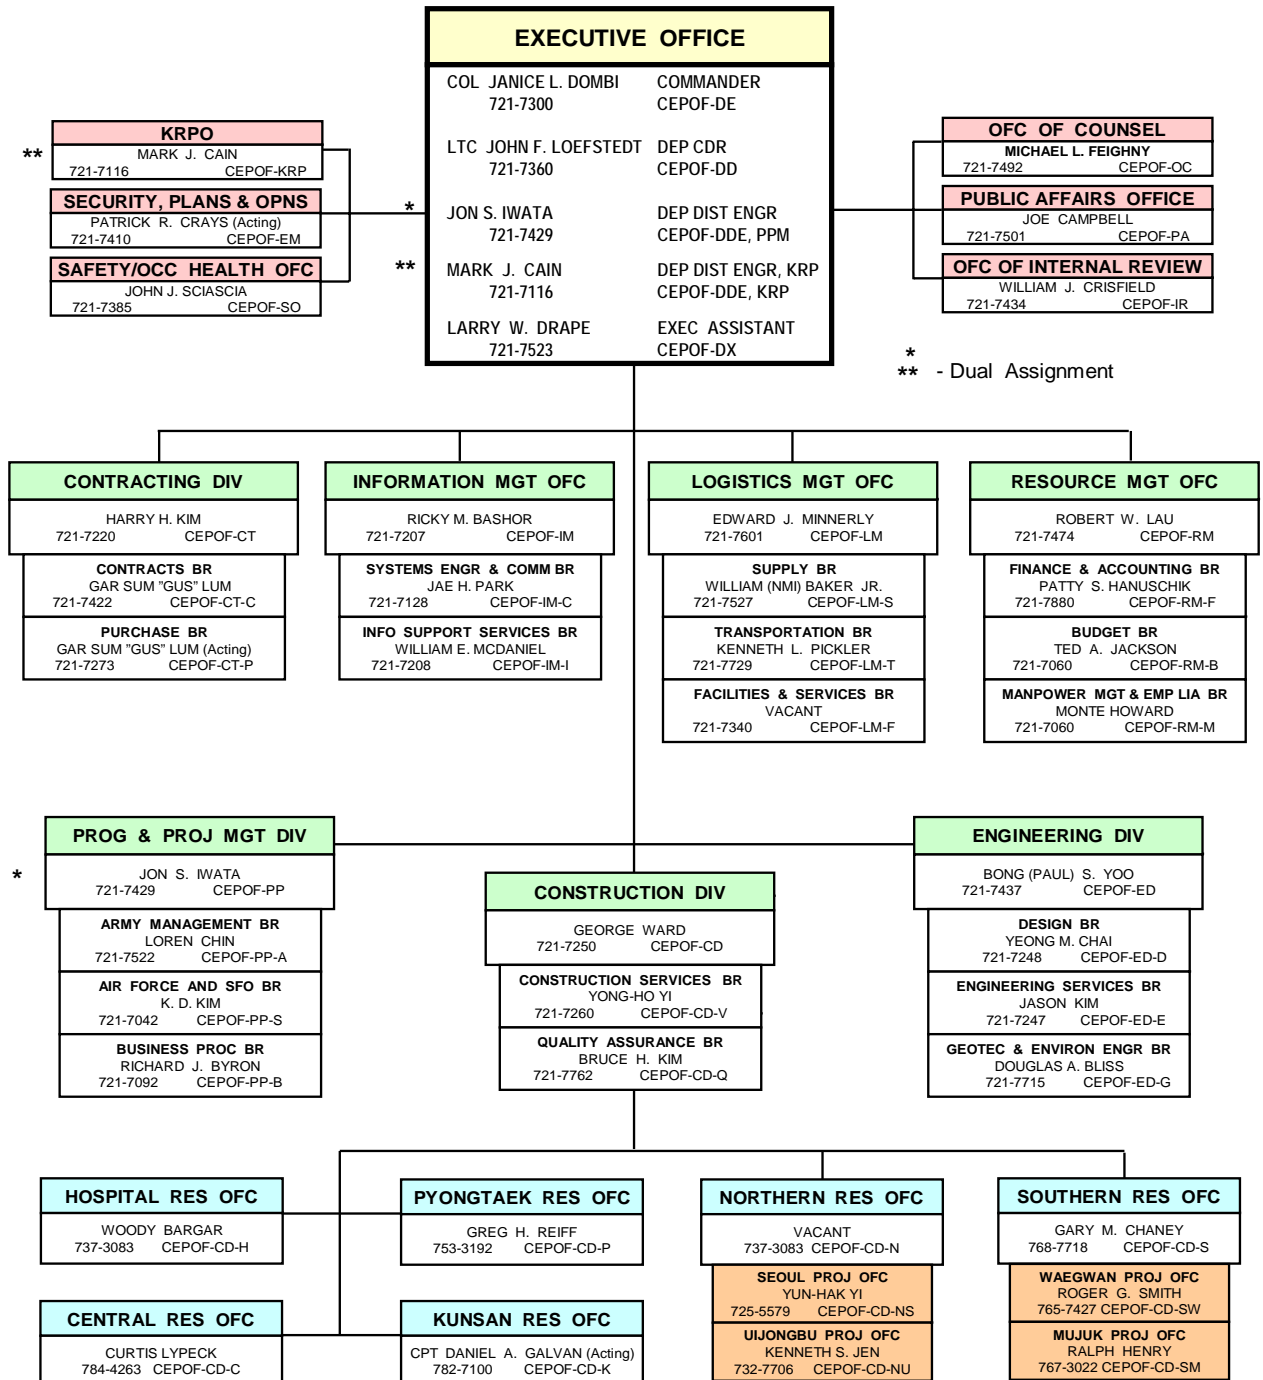 EXECUTIVE OFFICE
COL JANICE L. DOMBI COMMANDER
721-7300 CEPOF-DE
LTC JOHN F. LOEFSTEDT DEP CDR
721-7360 CEPOF-DD
* JON S. IWATA DEP DIST ENGR
721-7429 CEPOF-DDE, PPM
** MARK J. CAIN DEP DIST ENGR, KRP
721-7116 CEPOF-DDE, KRP
LARRY W. DRAPE EXEC ASSISTANT
721-7523 CEPOF-DX
KRPO
** MARK J. CAIN
721-7116 CEPOF-KRP
SECURITY, PLANS & OPNS
PATRICK R. CRAYS (Acting)
721-7410 CEPOF-EM
SAFETY/OCC HEALTH OFC
JOHN J. SCIASCIA
721-7385 CEPOF-SO
OFC OF COUNSEL
MICHAEL L. FEIGHNY
721-7492 CEPOF-OC
PUBLIC AFFAIRS OFFICE
JOE CAMPBELL
721-7501 CEPOF-PA
OFC OF INTERNAL REVIEW
WILLIAM J. CRISFIELD
721-7434 CEPOF-IR
*
** - Dual Assignment
CONTRACTING DIV
HARRY H. KIM
721-7220 CEPOF-CT
CONTRACTS BR
GAR SUM "GUS" LUM
721-7422 CEPOF-CT-C
PURCHASE BR
GAR SUM "GUS" LUM (Acting)
721-7273 CEPOF-CT-P
INFORMATION MGT OFC
RICKY M. BASHOR
721-7207 CEPOF-IM
SYSTEMS ENGR & COMM BR
JAE H. PARK
721-7128 CEPOF-IM-C
INFO SUPPORT SERVICES BR
WILLIAM E. MCDANIEL
721-7208 CEPOF-IM-I
LOGISTICS MGT OFC
EDWARD J. MINNERLY
721-7601 CEPOF-LM
SUPPLY BR
WILLIAM (NMI) BAKER JR.
721-7527 CEPOF-LM-S
TRANSPORTATION BR
KENNETH L. PICKLER
721-7729 CEPOF-LM-T
FACILITIES & SERVICES BR
VACANT
721-7340 CEPOF-LM-F
RESOURCE MGT OFC
ROBERT W. LAU
721-7474 CEPOF-RM
FINANCE & ACCOUNTING BR
PATTY S. HANUSCHIK
721-7880 CEPOF-RM-F
BUDGET BR
TED A. JACKSON
721-7060 CEPOF-RM-B
MANPOWER MGT & EMP LIA BR
MONTE HOWARD
721-7060 CEPOF-RM-M
PROG & PROJ MGT DIV
* JON S. IWATA
721-7429 CEPOF-PP
ARMY MANAGEMENT BR
LOREN CHIN
721-7522 CEPOF-PP-A
AIR FORCE AND SFO BR
K. D. KIM
721-7042 CEPOF-PP-S
BUSINESS PROC BR
RICHARD J. BYRON
721-7092 CEPOF-PP-B
CONSTRUCTION DIV
GEORGE WARD
721-7250 CEPOF-CD
CONSTRUCTION SERVICES BR
YONG-HO YI
721-7260 CEPOF-CD-V
QUALITY ASSURANCE BR
BRUCE H. KIM
721-7762 CEPOF-CD-Q
ENGINEERING DIV
BONG (PAUL) S. YOO
721-7437 CEPOF-ED
DESIGN BR
YEONG M. CHAI
721-7248 CEPOF-ED-D
ENGINEERING SERVICES BR
JASON KIM
721-7247 CEPOF-ED-E
GEOTEC & ENVIRON ENGR BR
DOUGLAS A. BLISS
721-7715 CEPOF-ED-G
HOSPITAL RES OFC
WOODY BARGAR
737-3083 CEPOF-CD-H
PYONGTAEK RES OFC
GREG H. REIFF
753-3192 CEPOF-CD-P
NORTHERN RES OFC
VACANT
737-3083 CEPOF-CD-N
SEOUL PROJ OFC
YUN-HAK YI
725-5579 CEPOF-CD-NS
UIJONGBU PROJ OFC
KENNETH S. JEN
732-7706 CEPOF-CD-NU
SOUTHERN RES OFC
GARY M. CHANEY
768-7718 CEPOF-CD-S
WAEGWAN PROJ OFC
ROGER G. SMITH
765-7427 CEPOF-CD-SW
MUJUK PROJ OFC
RALPH HENRY
767-3022 CEPOF-CD-SM
CENTRAL RES OFC
CURTIS LYPECK
784-4263 CEPOF-CD-C
KUNSAN RES OFC
CPT DANIEL A. GALVAN (Acting)
782-7100 CEPOF-CD-K